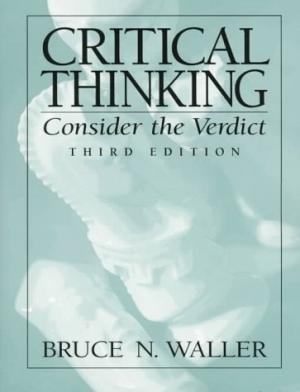 CRITICAL
THINKING
Consider the Verdict
THIRD EDITION
BRUCE N. WALLER